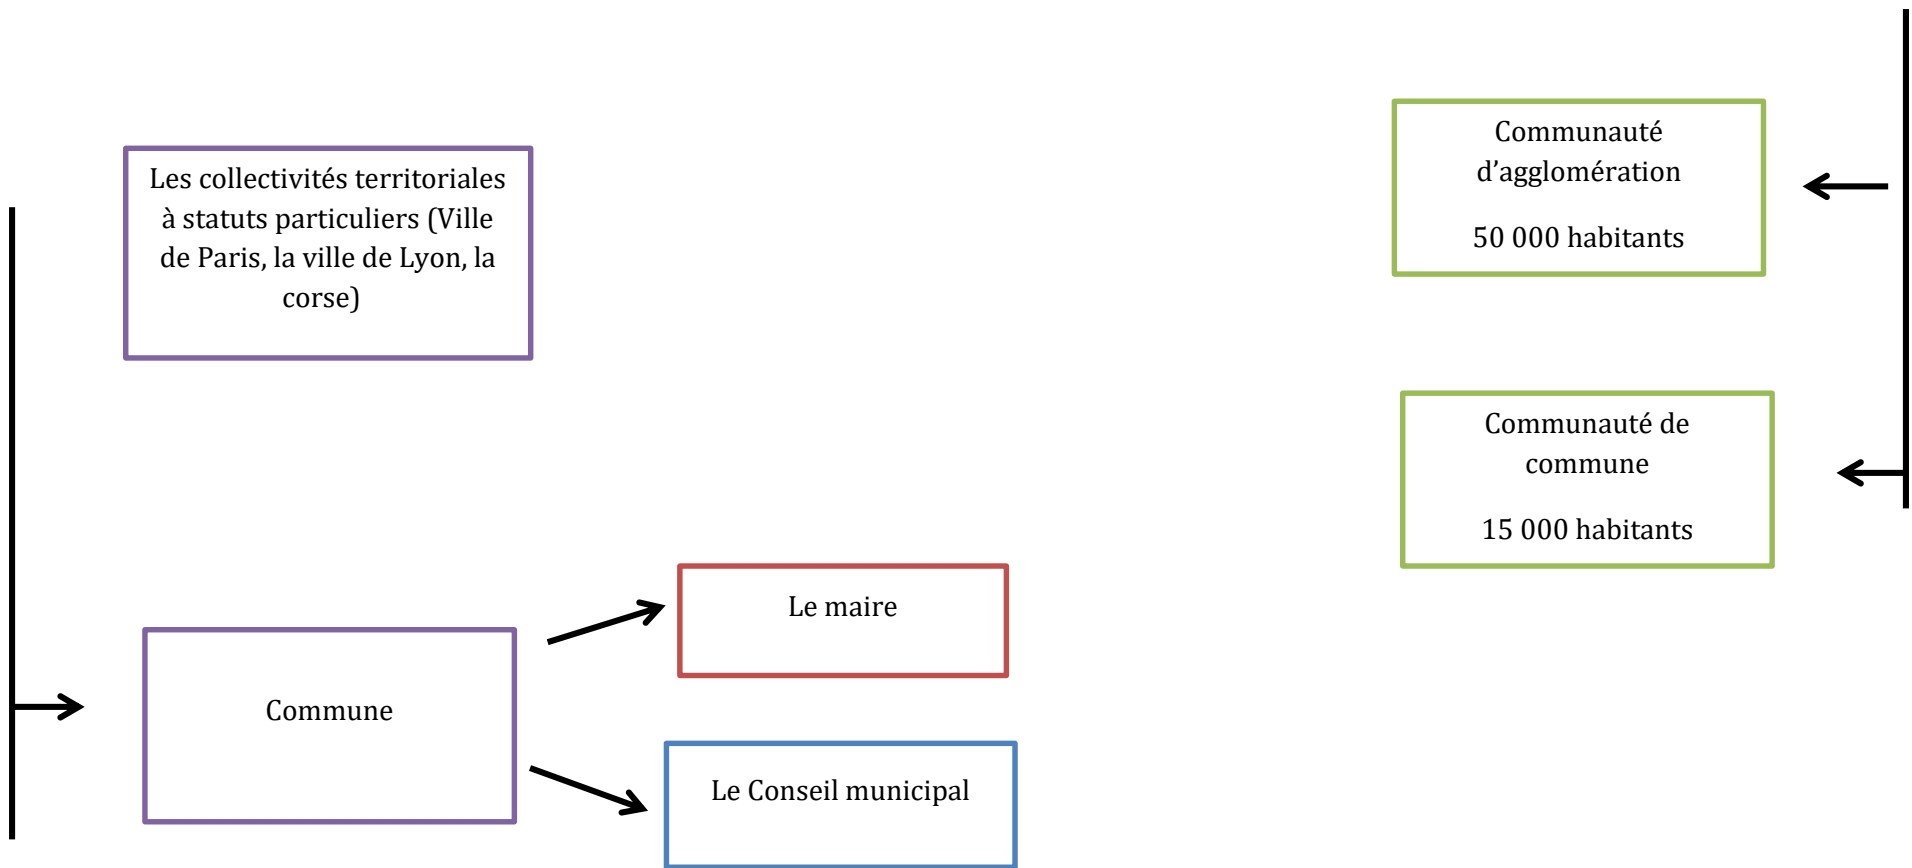 Les collectivités territoriales
à statuts particuliers (Ville
de Paris, la ville de Lyon, la
corse)
Communauté
d’agglomération
50 000 habitants
Communauté de
commune
15 000 habitants
Commune
Le maire
Le Conseil municipal